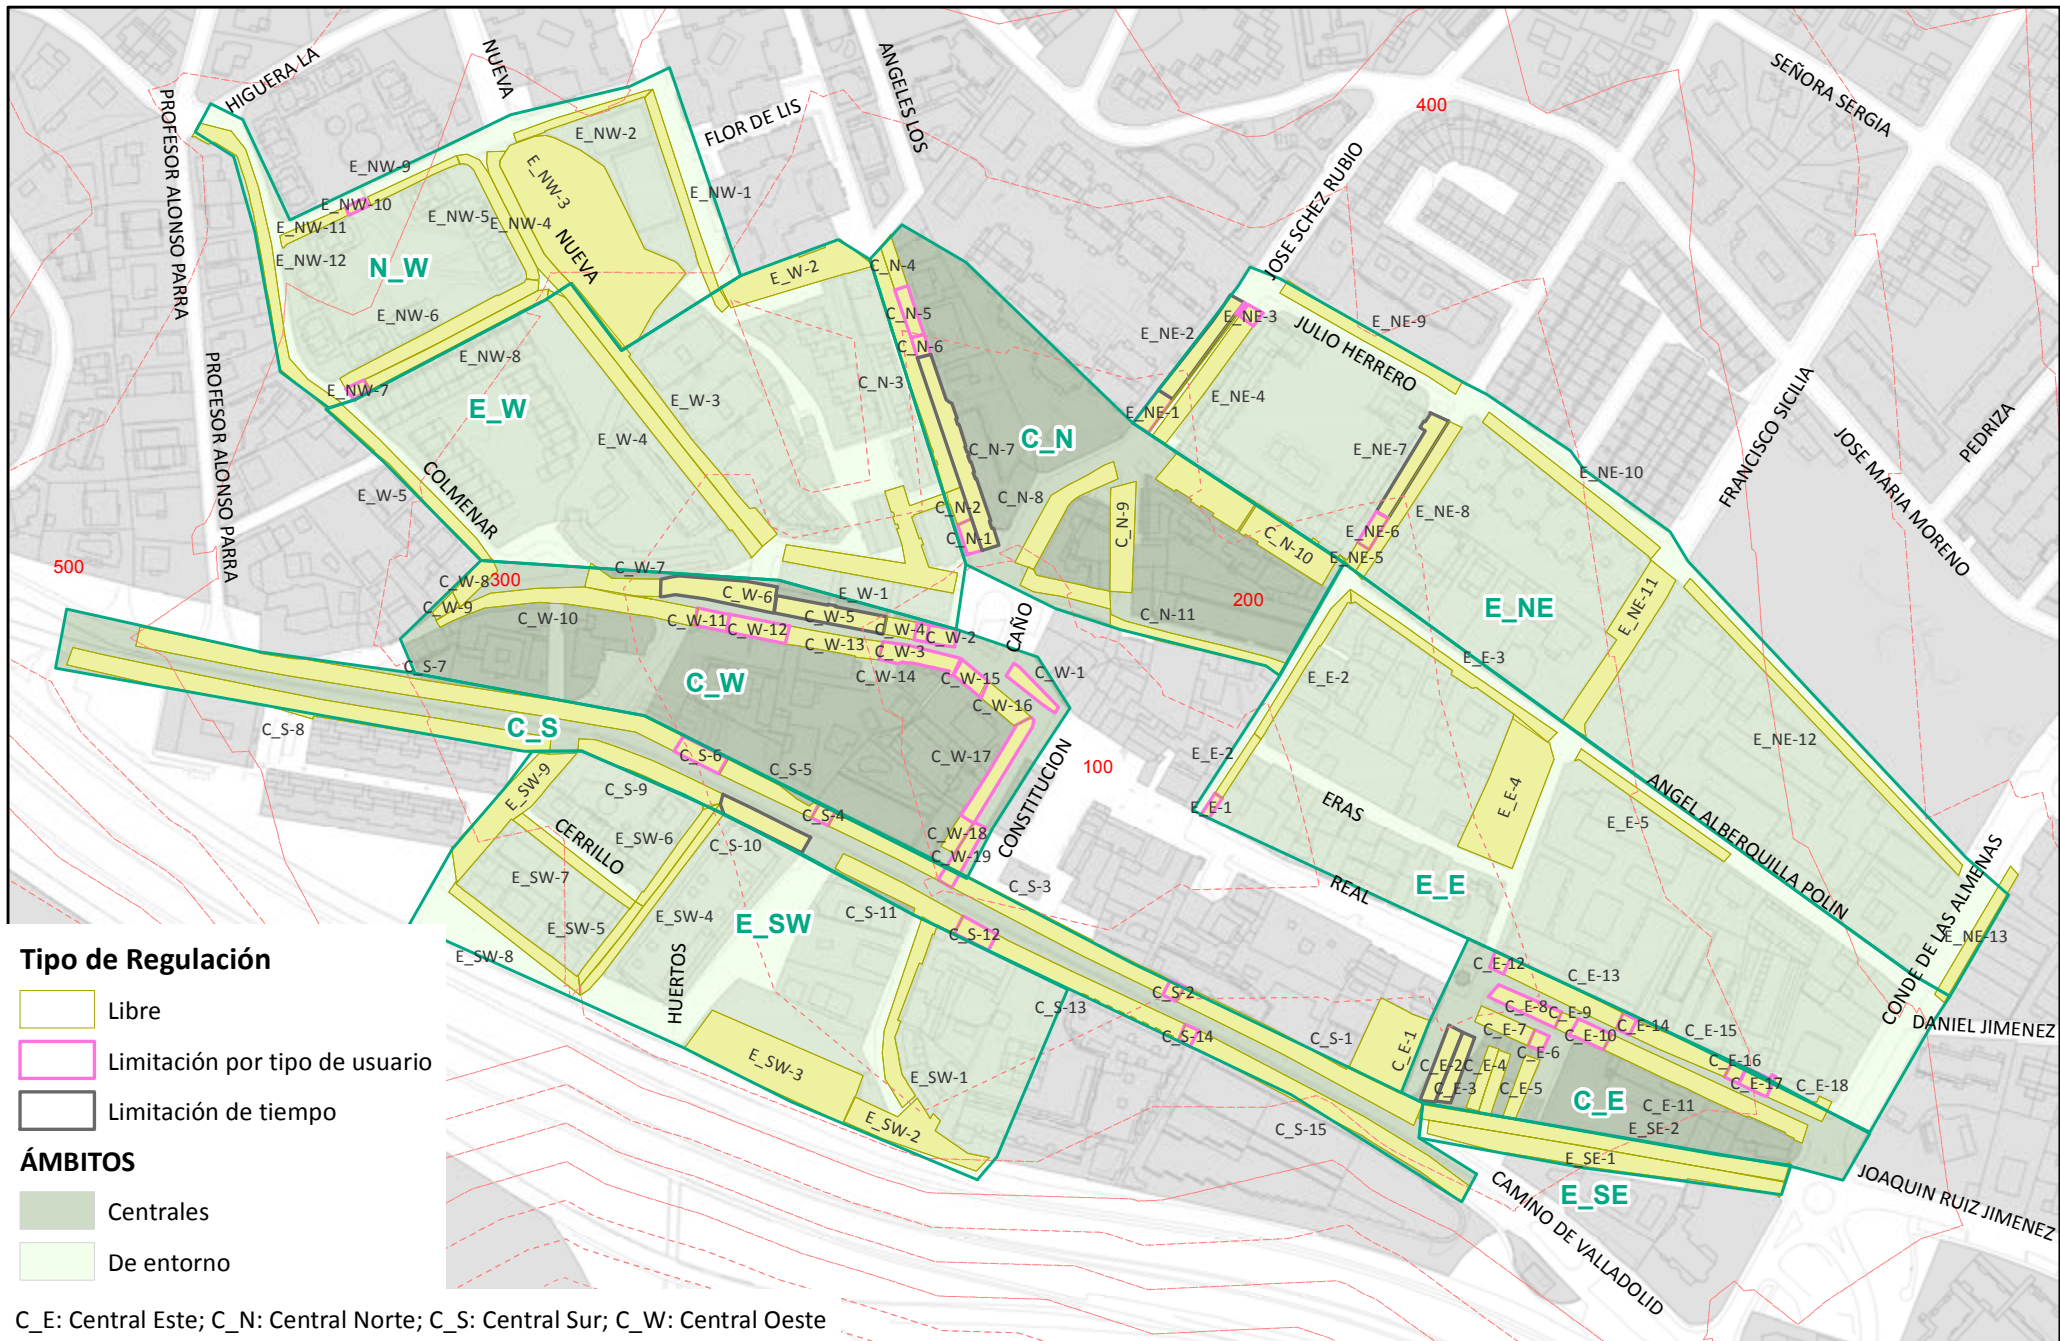 HIGUERA LA
NUEVA
ANGELES LOS
FLOR DE LIS
PROFESOR ALONSO PARRA
400
SEÑORA SERGIA
E_NW-2
E_NW-9
E_NW-3
E_NW-1
E_NW-10
E_NW-5
E_NW-4
E_NW-11
JOSE SCHEZ RUBIO
E_NW-12
N_W
NUEVA
E_W-2
C_N-4
C_N-5
E_NE-3
E_NE-2
E_NE-9
JULIO HERRERO
E_NW-6
C_N-6
E_NW-8
PROFESOR ALONSO PARRA
E_NW-7
C_N-3
E_W
E_W-3
E_NE-4
E_NE-1
FRANCISCO SICILIA
E_W-4
C_N
C_N-7
E_NE-7
JOSE MARIA MORENO
PEDRIZA
COLMENAR
E_W-5
C_N-8
E_NE-10
C_N-2
C_N-1
C_N-9
E_NE-8
E_NE-6
C_N-10
E_NE-5
500
C_W-7
C_W-8
300
C_W-6
E_W-1
C_W-9
C_W-10
C_W-5
C_W-11
C_W-12
C_W-4
C_W-2
C_W-13
C_W-3
CAÑO
C_N-11
200
E_NE
E_NE-11
C_S-7
C_W
C_W-14
C_W-15
C_W-1
E_E-3
E_E-2
C_W-16
C_S-8
C_S
C_S-6
C_W-17
C_S-5
E_E-2
100
E_NE-12
E_SW-9
C_S-9
CONSTITUCION
E_E-1
ERAS
E_E-4
E_E-5
ANGEL ALBERQUILLA POLIN
C_S-4
CERRILLO
E_SW-6
C_S-10
C_W-18
C_W-19
E_SW-7
C_S-3
REAL
E_E
CONDE DE LAS ALMENAS
E_SW-4
E_SW
C_S-11
C_S-12
E_SW-5
E_SW-8
E_NE-13
HUERTOS
C_E-12
C_E-13
C_S-2
C_S-13
C_S-14
C_S-1
C_E-8
C_E-9
C_E-14
C_E-7
C_E-10
C_E-15
DANIEL JIMENEZ
C_E-1
C_E-6
E_SW-3
E_SW-1
C_E-2
C_E-4
C_E-16
C_E-3
C_E-5
C_E-17
C_E-18
C_E
C_E-11
E_SW-2
C_S-15
E_SE-2
E_SE-1
E_SE
JOAQUIN RUIZ JIMENEZ
CAMINO DE VALLADOLID
Tipo de Regulación
Libre
Limitación por tipo de usuario
Limitación de tiempo
ÁMBITOS
Centrales
De entorno
C_E: Central Este; C_N: Central Norte; C_S: Central Sur; C_W: Central Oeste